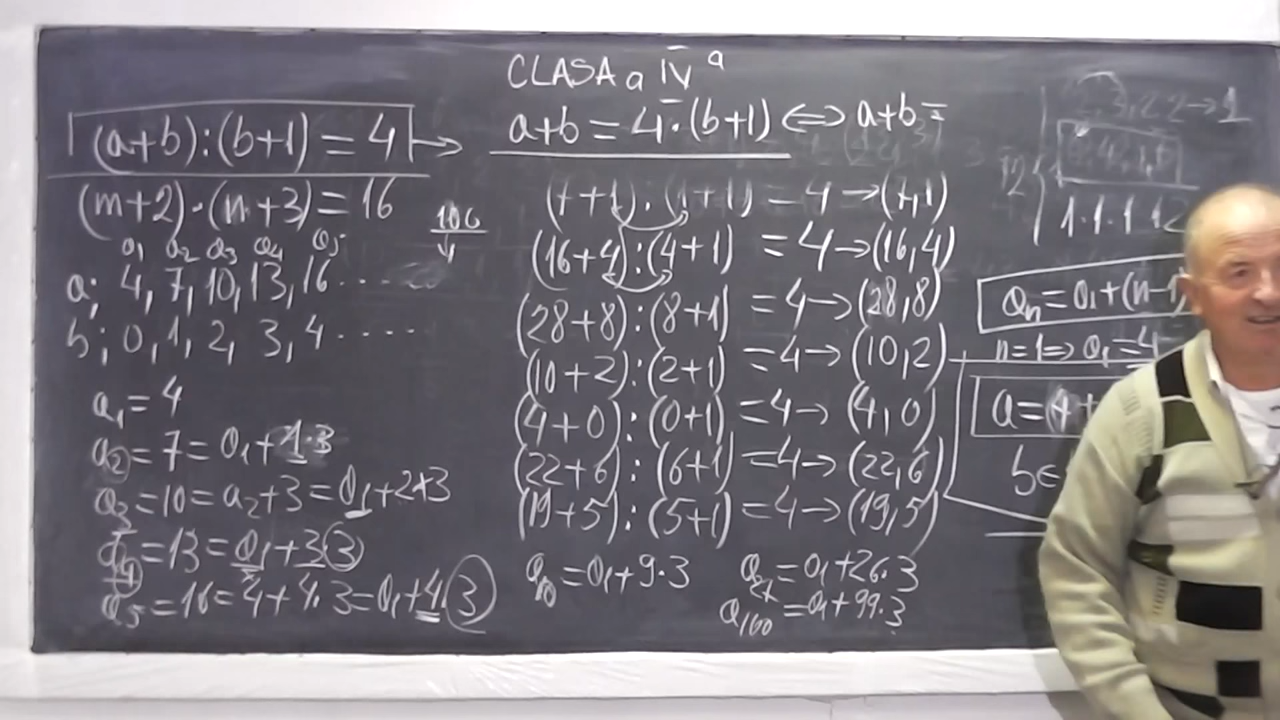 CLASA a IV a
(a+b):(b+1) = 4 →
a+b = 4·(b+1) ⟺ a+b =
(m+2)·(n+3) = 16
a1 a2 a3 a4 a5
a; 4, 7, 10, 13, 16 .....
b; 0, 1, 2, 3, 4 .....
a1 = 4
a2 = 7 = a1 + 1·3
a3 = 10 = a2+3 = a1+2·3
a4 = 13 = a1 + 3·3
a5 = 16 = 4 + 4·3 = a1 + 4·3
100
(7+1):(1+1) = 4 → (7,1)
(16+4):(4+1) = 4 → (16,4)
(28+8):(8+1) = 4 → (28,8)
(10+2):(2+1) = 4 → (10,2)
(4+0):(0+1) = 4 → (4,0)
(22+6):(6+1) = 4 → (22,6)
(19+5):(5+1) = 4 → (19,5)
a10 = a1 + 9·3
a27 = a1 + 26·3
a100 = a1 + 99·3
1·1·1·12
an = a1 + (n-1)
n=1 ⇒ a1 = 4
a = 4+
b∈